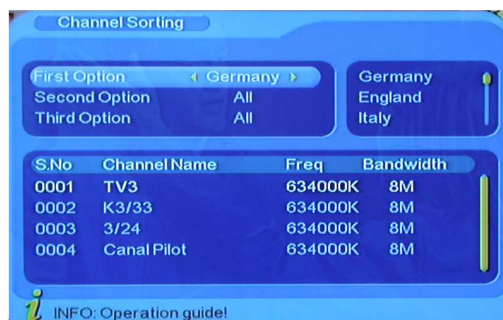 Channel Sorting
First Option Germany
Second Option All
Third Option All
Germany
England
Italy
S.No Channel Name Freq Bandwidth
0001 TV3 634000K 8M
0002 K3/33 634000K 8M
0003 3/24 634000K 8M
0004 Canal Pilot 634000K 8M
i INFO: Operation guide!